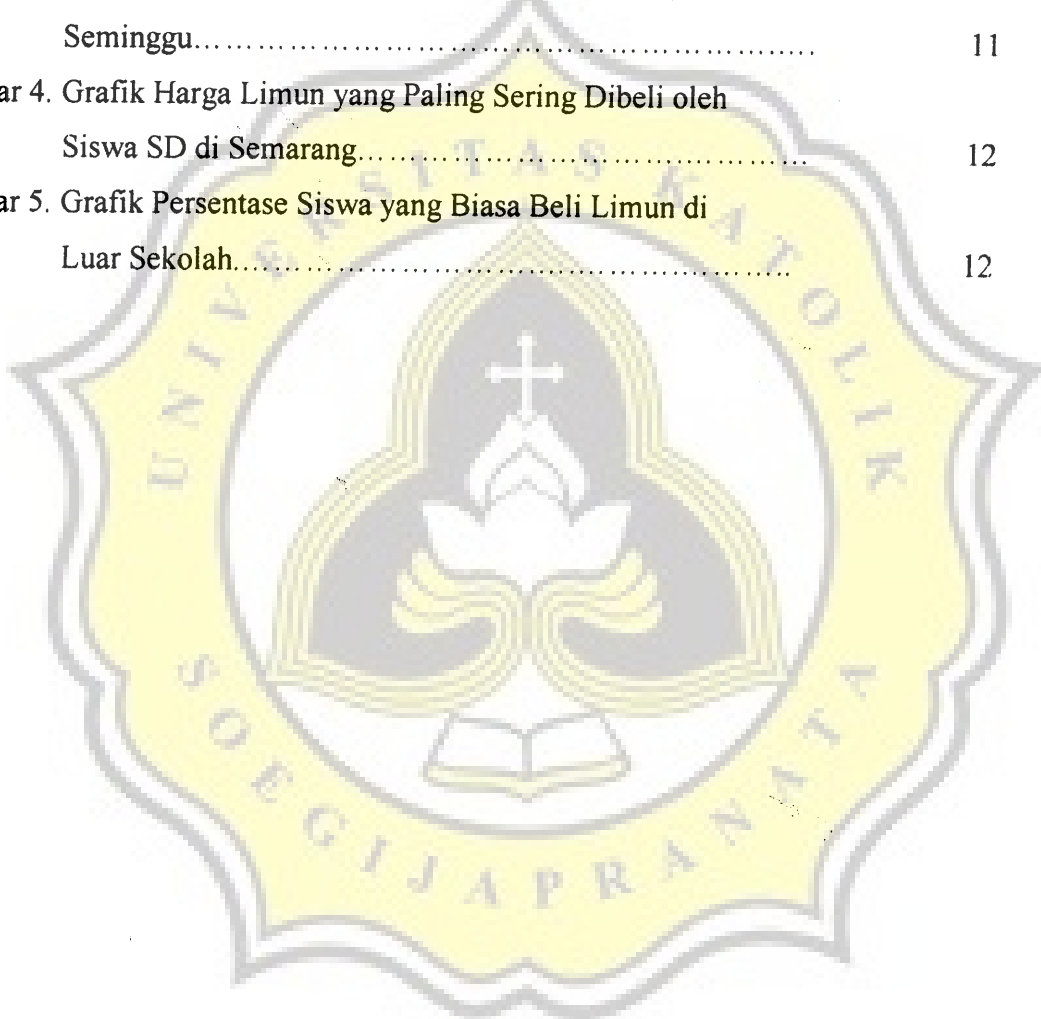 Seminggu........................................................ 11
ar 4. Grafik Harga Limun yang Paling Sering Dibeli oleh
Siswa SD di Semarang........................................ 12
ar 5. Grafik Persentase Siswa yang Biasa Beli Limun di
Luar Sekolah.................................................. 12
UNIVERSITAS KATOLIK
SOEGIJAPRANATA